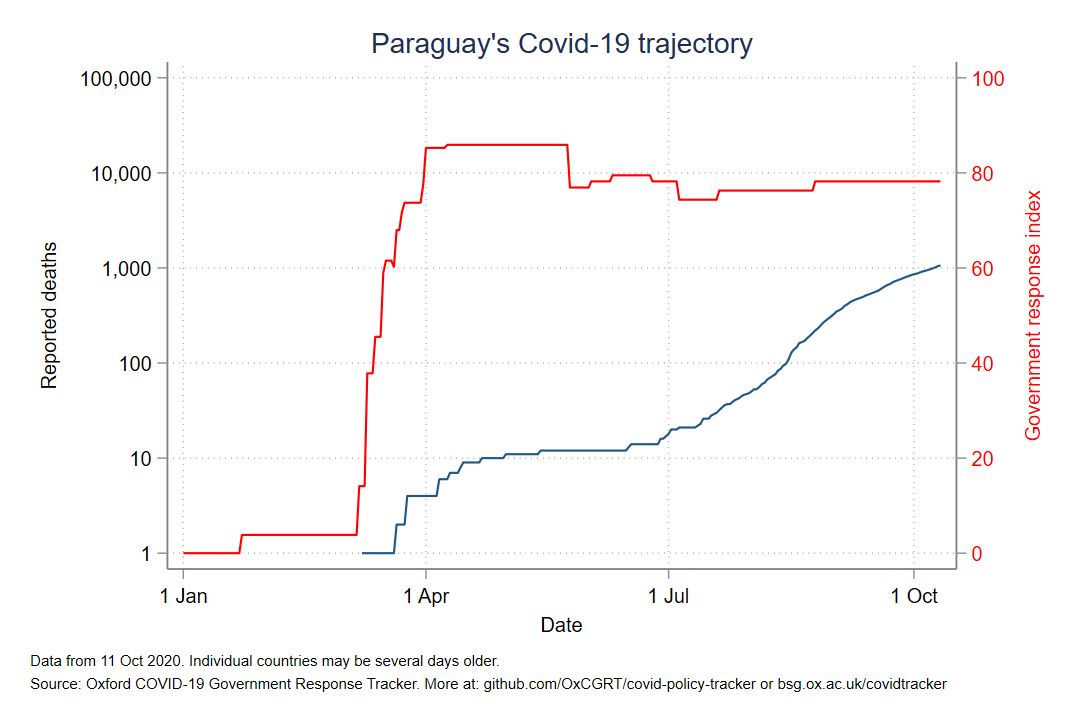 Paraguay's Covid-19 trajectory
100,000
10,000
1,000
100
10
1
Reported deaths
100
80
60
40
20
0
Government response index
1 Jan
1 Apr
1 Jul
1 Oct
Date
Data from 11 Oct 2020. Individual countries may be several days older.
Source: Oxford COVID-19 Government Response Tracker. More at: github.com/OxCGRT/covid-policy-tracker or bsg.ox.ac.uk/covidtracker